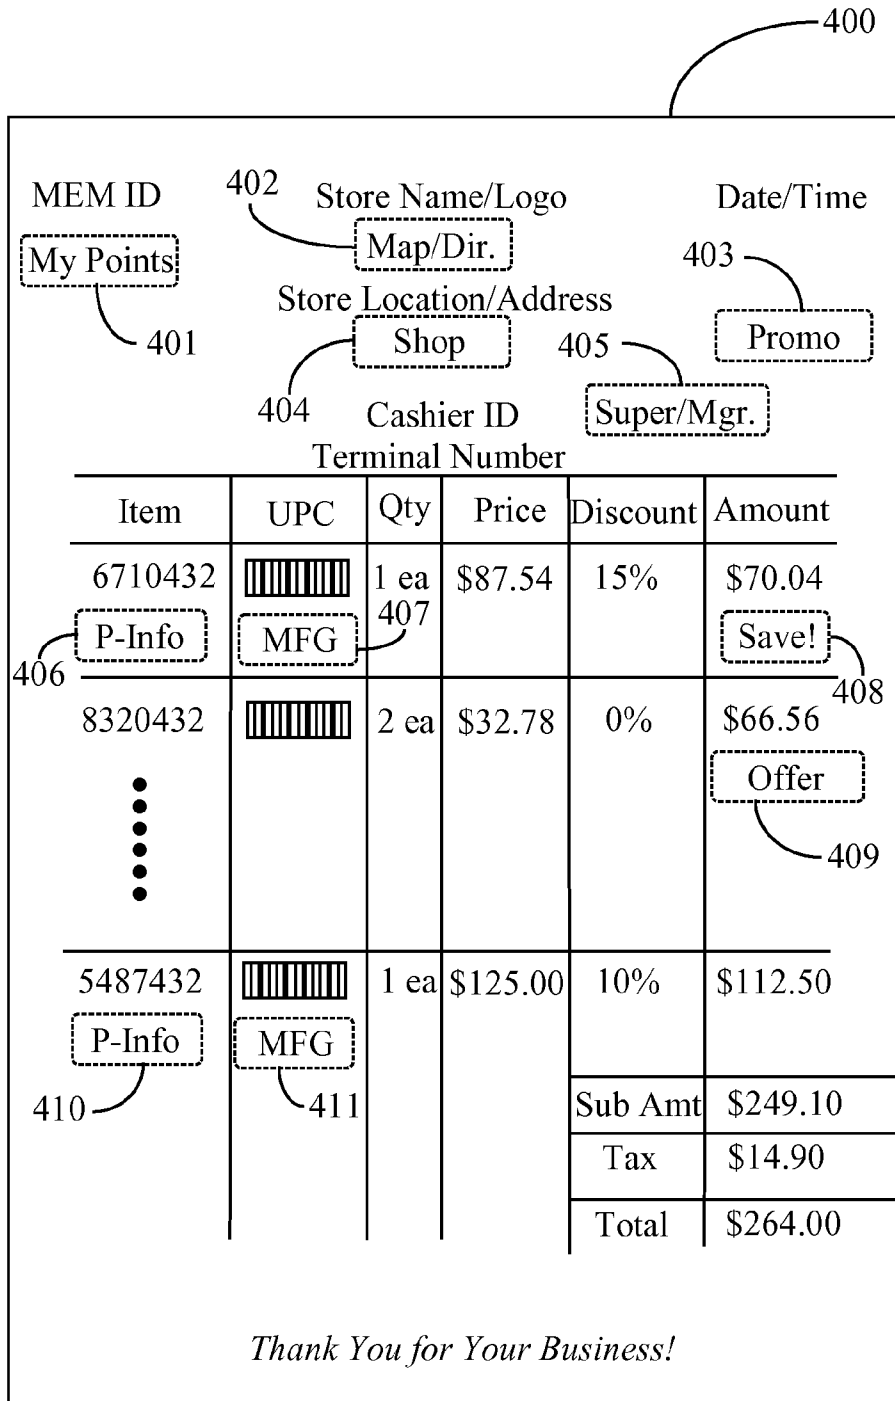 400
MEM ID 402 Store Name/Logo Date/Time
My Points Map/Dir. 403
Store Location/Address
401 Shop 405 Promo
404 Cashier ID Super/Mgr.
Terminal Number
Item UPC Qty Price Discount Amount
6710432 1 ea $87.54 15% $70.04
P-Info MFG 407 Save!
406 408
8320432 2 ea $32.78 0% $66.56
Offer
409
5487432 1 ea $125.00 10% $112.50
P-Info MFG
410 411 Sub Amt $249.10
Tax $14.90
Total $264.00
Thank You for Your Business!